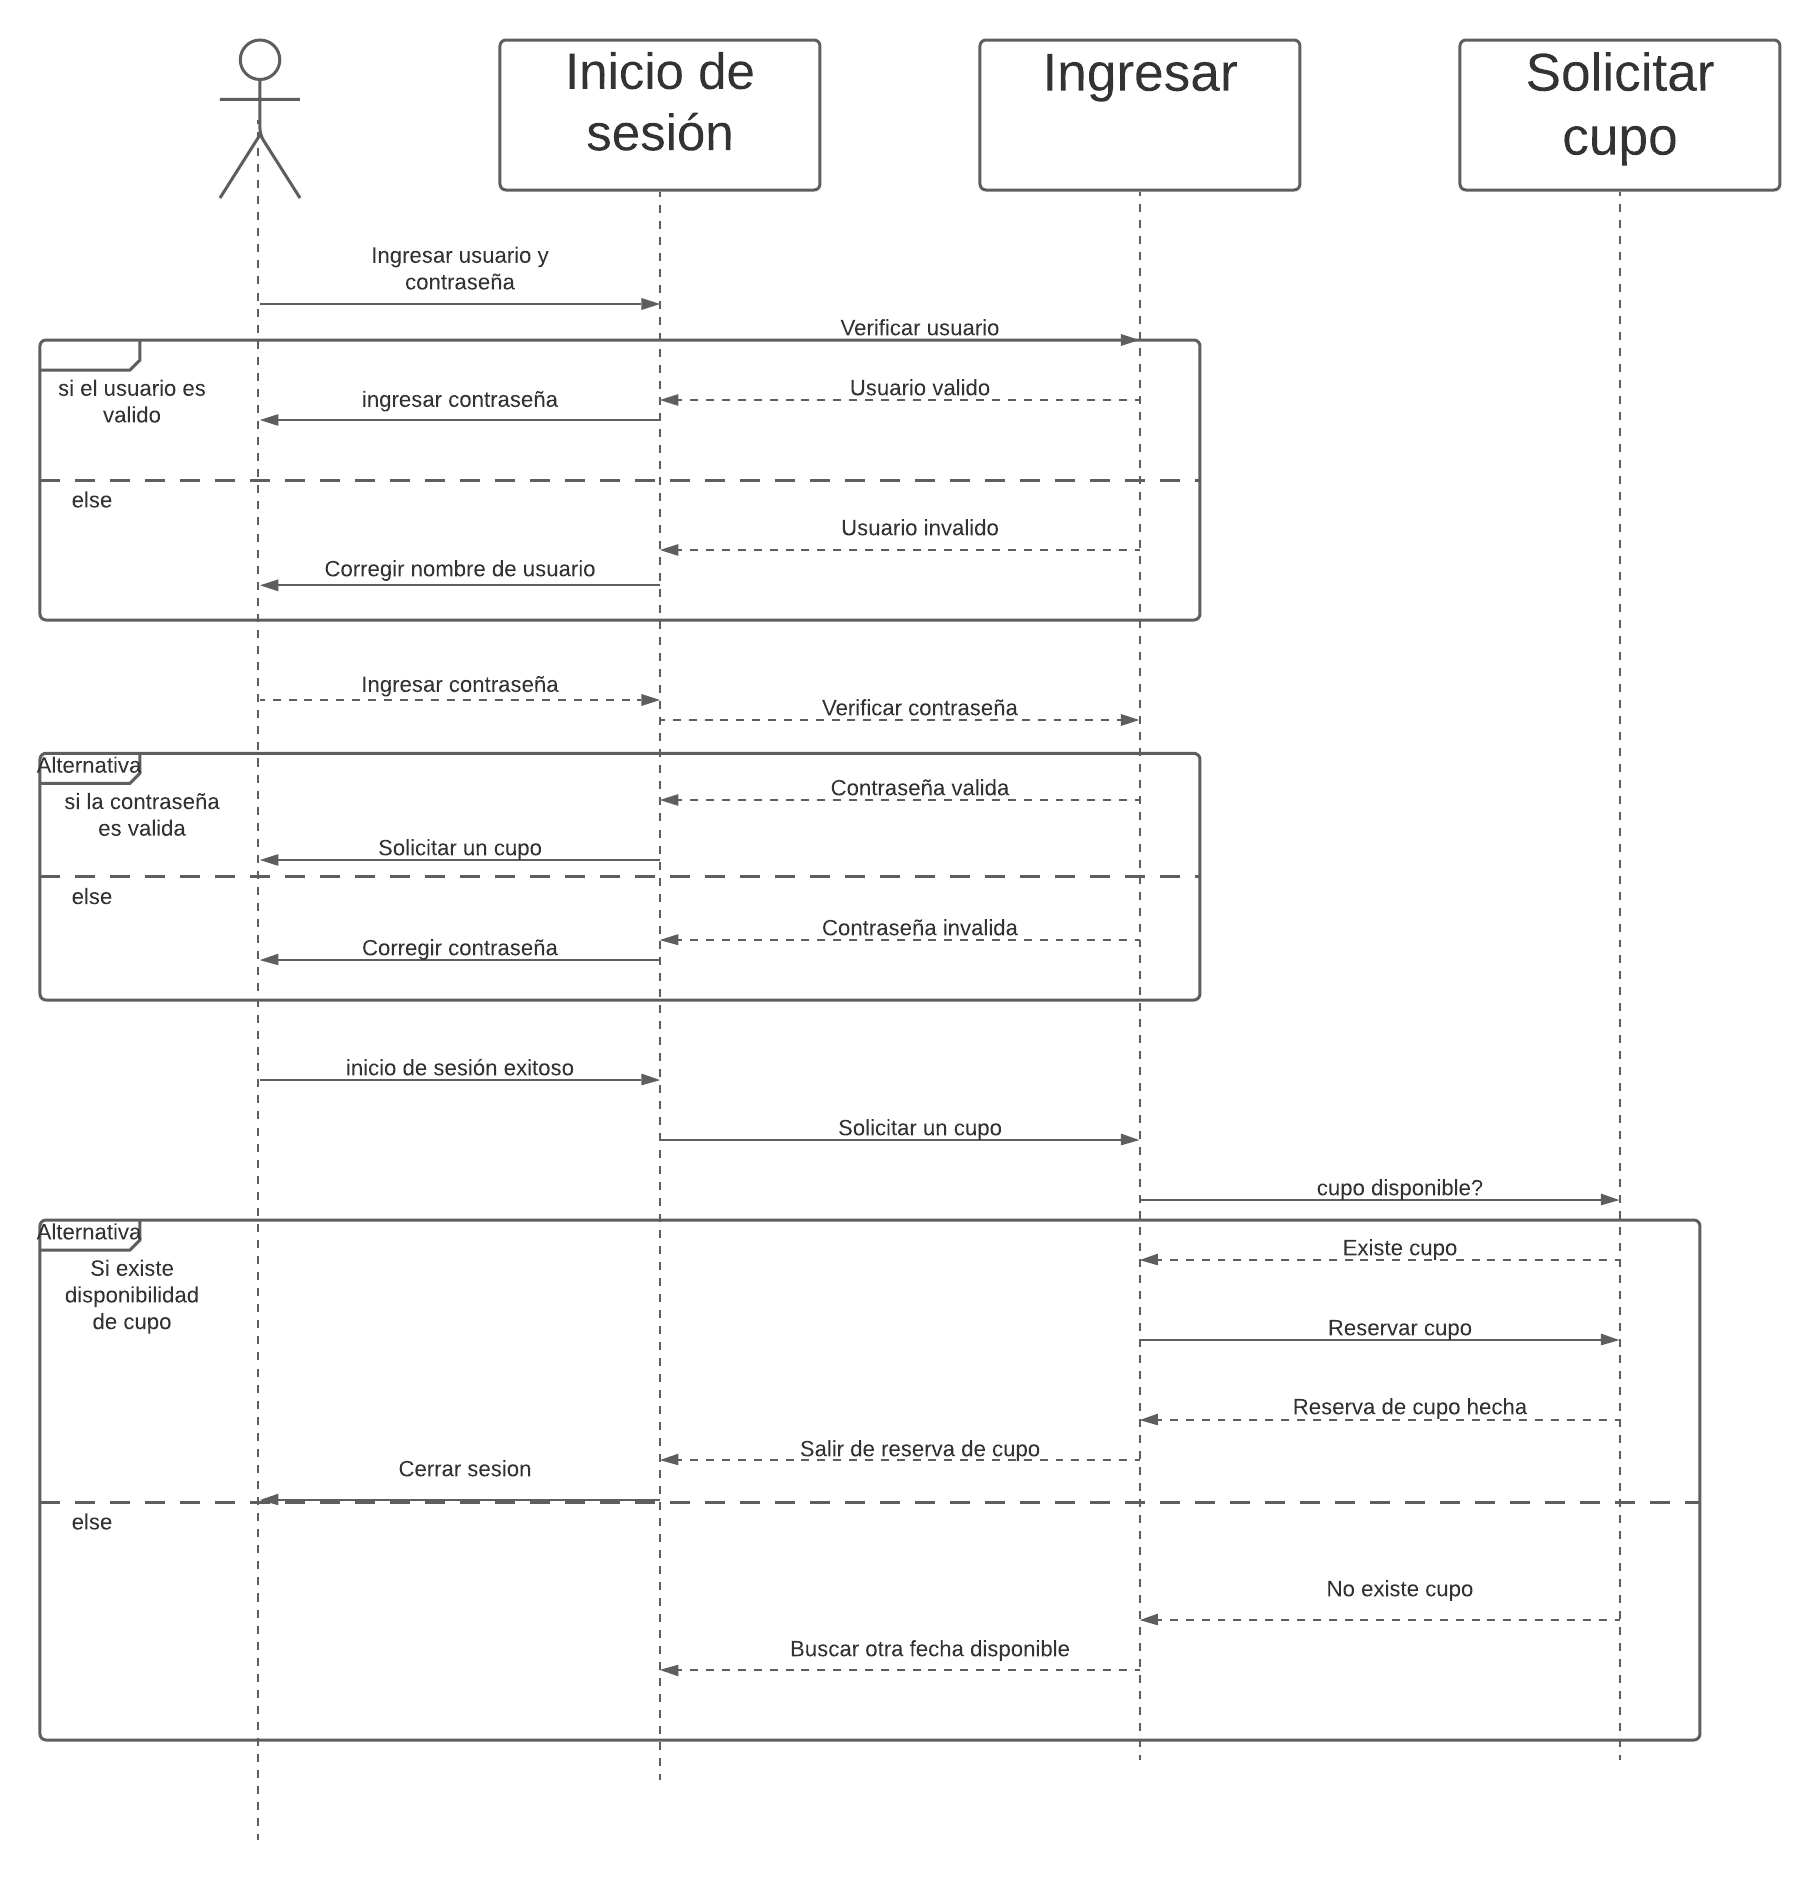 Inicio de
sesión
Ingresar
Solicitar
cupo
Ingresar usuario y
contraseña
Verificar usuario
si el usuario es
valido
Usuario valido
ingresar contraseña
else
Usuario invalido
Corregir nombre de usuario
Ingresar contraseña
Verificar contraseña
Alternativa
si la contraseña
es valida
Contraseña valida
Solicitar un cupo
else
Contraseña invalida
Corregir contraseña
inicio de sesión exitoso
Solicitar un cupo
cupo disponible?
Alternativa
Si existe
disponibilidad
de cupo
Existe cupo
Reservar cupo
Reserva de cupo hecha
Salir de reserva de cupo
Cerrar sesion
else
No existe cupo
Buscar otra fecha disponible